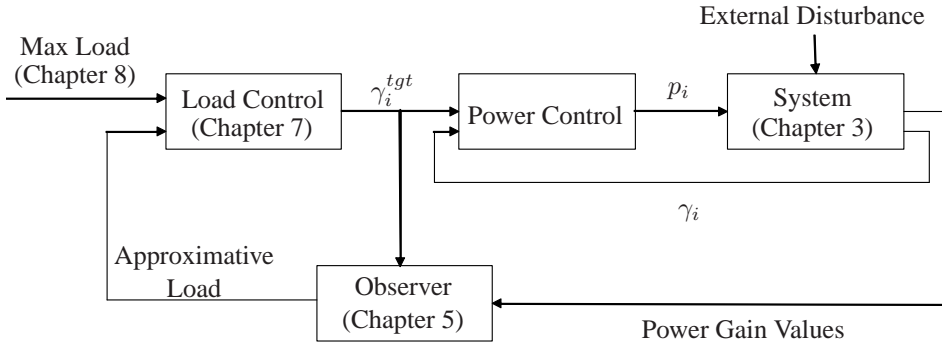 External Disturbance
Max Load
(Chapter 8)
Load Control
(Chapter 7)
γ_i^{tgt}
Power Control
p_i
System
(Chapter 3)
γ_i
Approximative
Load
Observer
(Chapter 5)
Power Gain Values